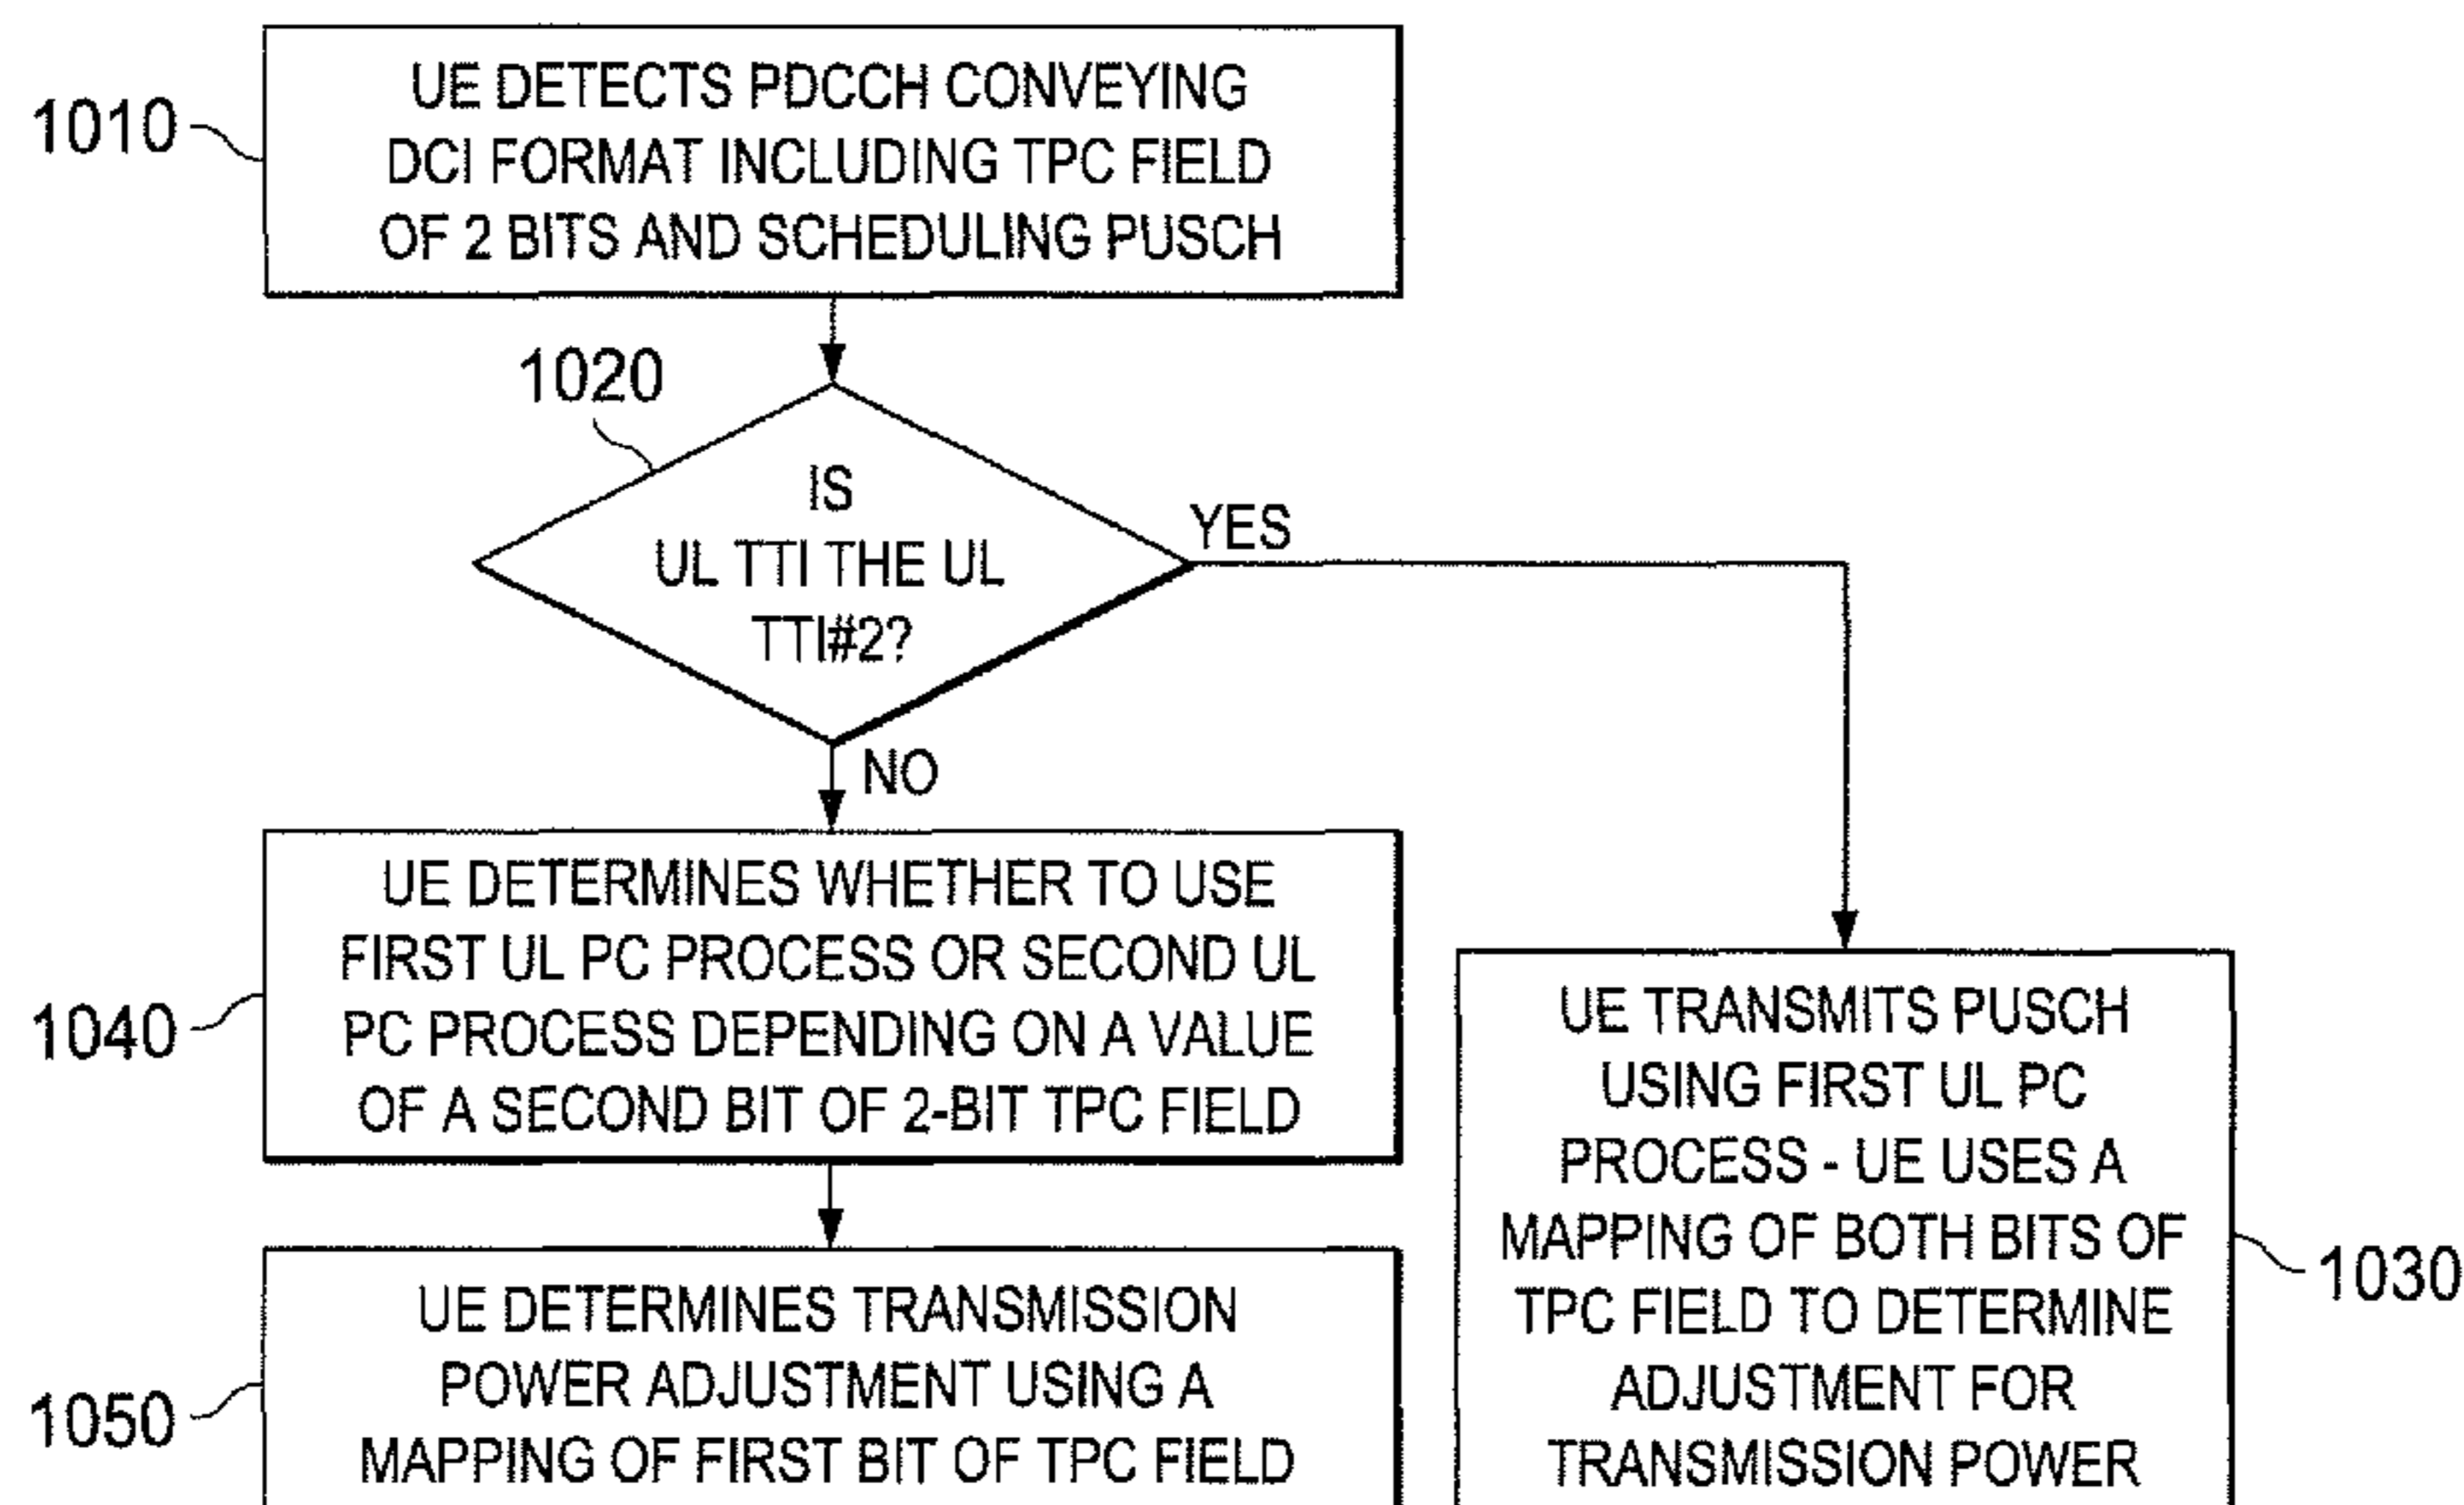 1010
UE DETECTS PDCCH CONVEYING
DCI FORMAT INCLUDING TPC FIELD
OF 2 BITS AND SCHEDULING PUSCH
1020
IS
UL TTI THE UL
TTI#2?
YES
NO
1040
UE DETERMINES WHETHER TO USE
FIRST UL PC PROCESS OR SECOND UL
PC PROCESS DEPENDING ON A VALUE
OF A SECOND BIT OF 2-BIT TPC FIELD
1050
UE DETERMINES TRANSMISSION
POWER ADJUSTMENT USING A
MAPPING OF FIRST BIT OF TPC FIELD
UE TRANSMITS PUSCH
USING FIRST UL PC
PROCESS - UE USES A
MAPPING OF BOTH BITS OF
TPC FIELD TO DETERMINE
ADJUSTMENT FOR
TRANSMISSION POWER
1030